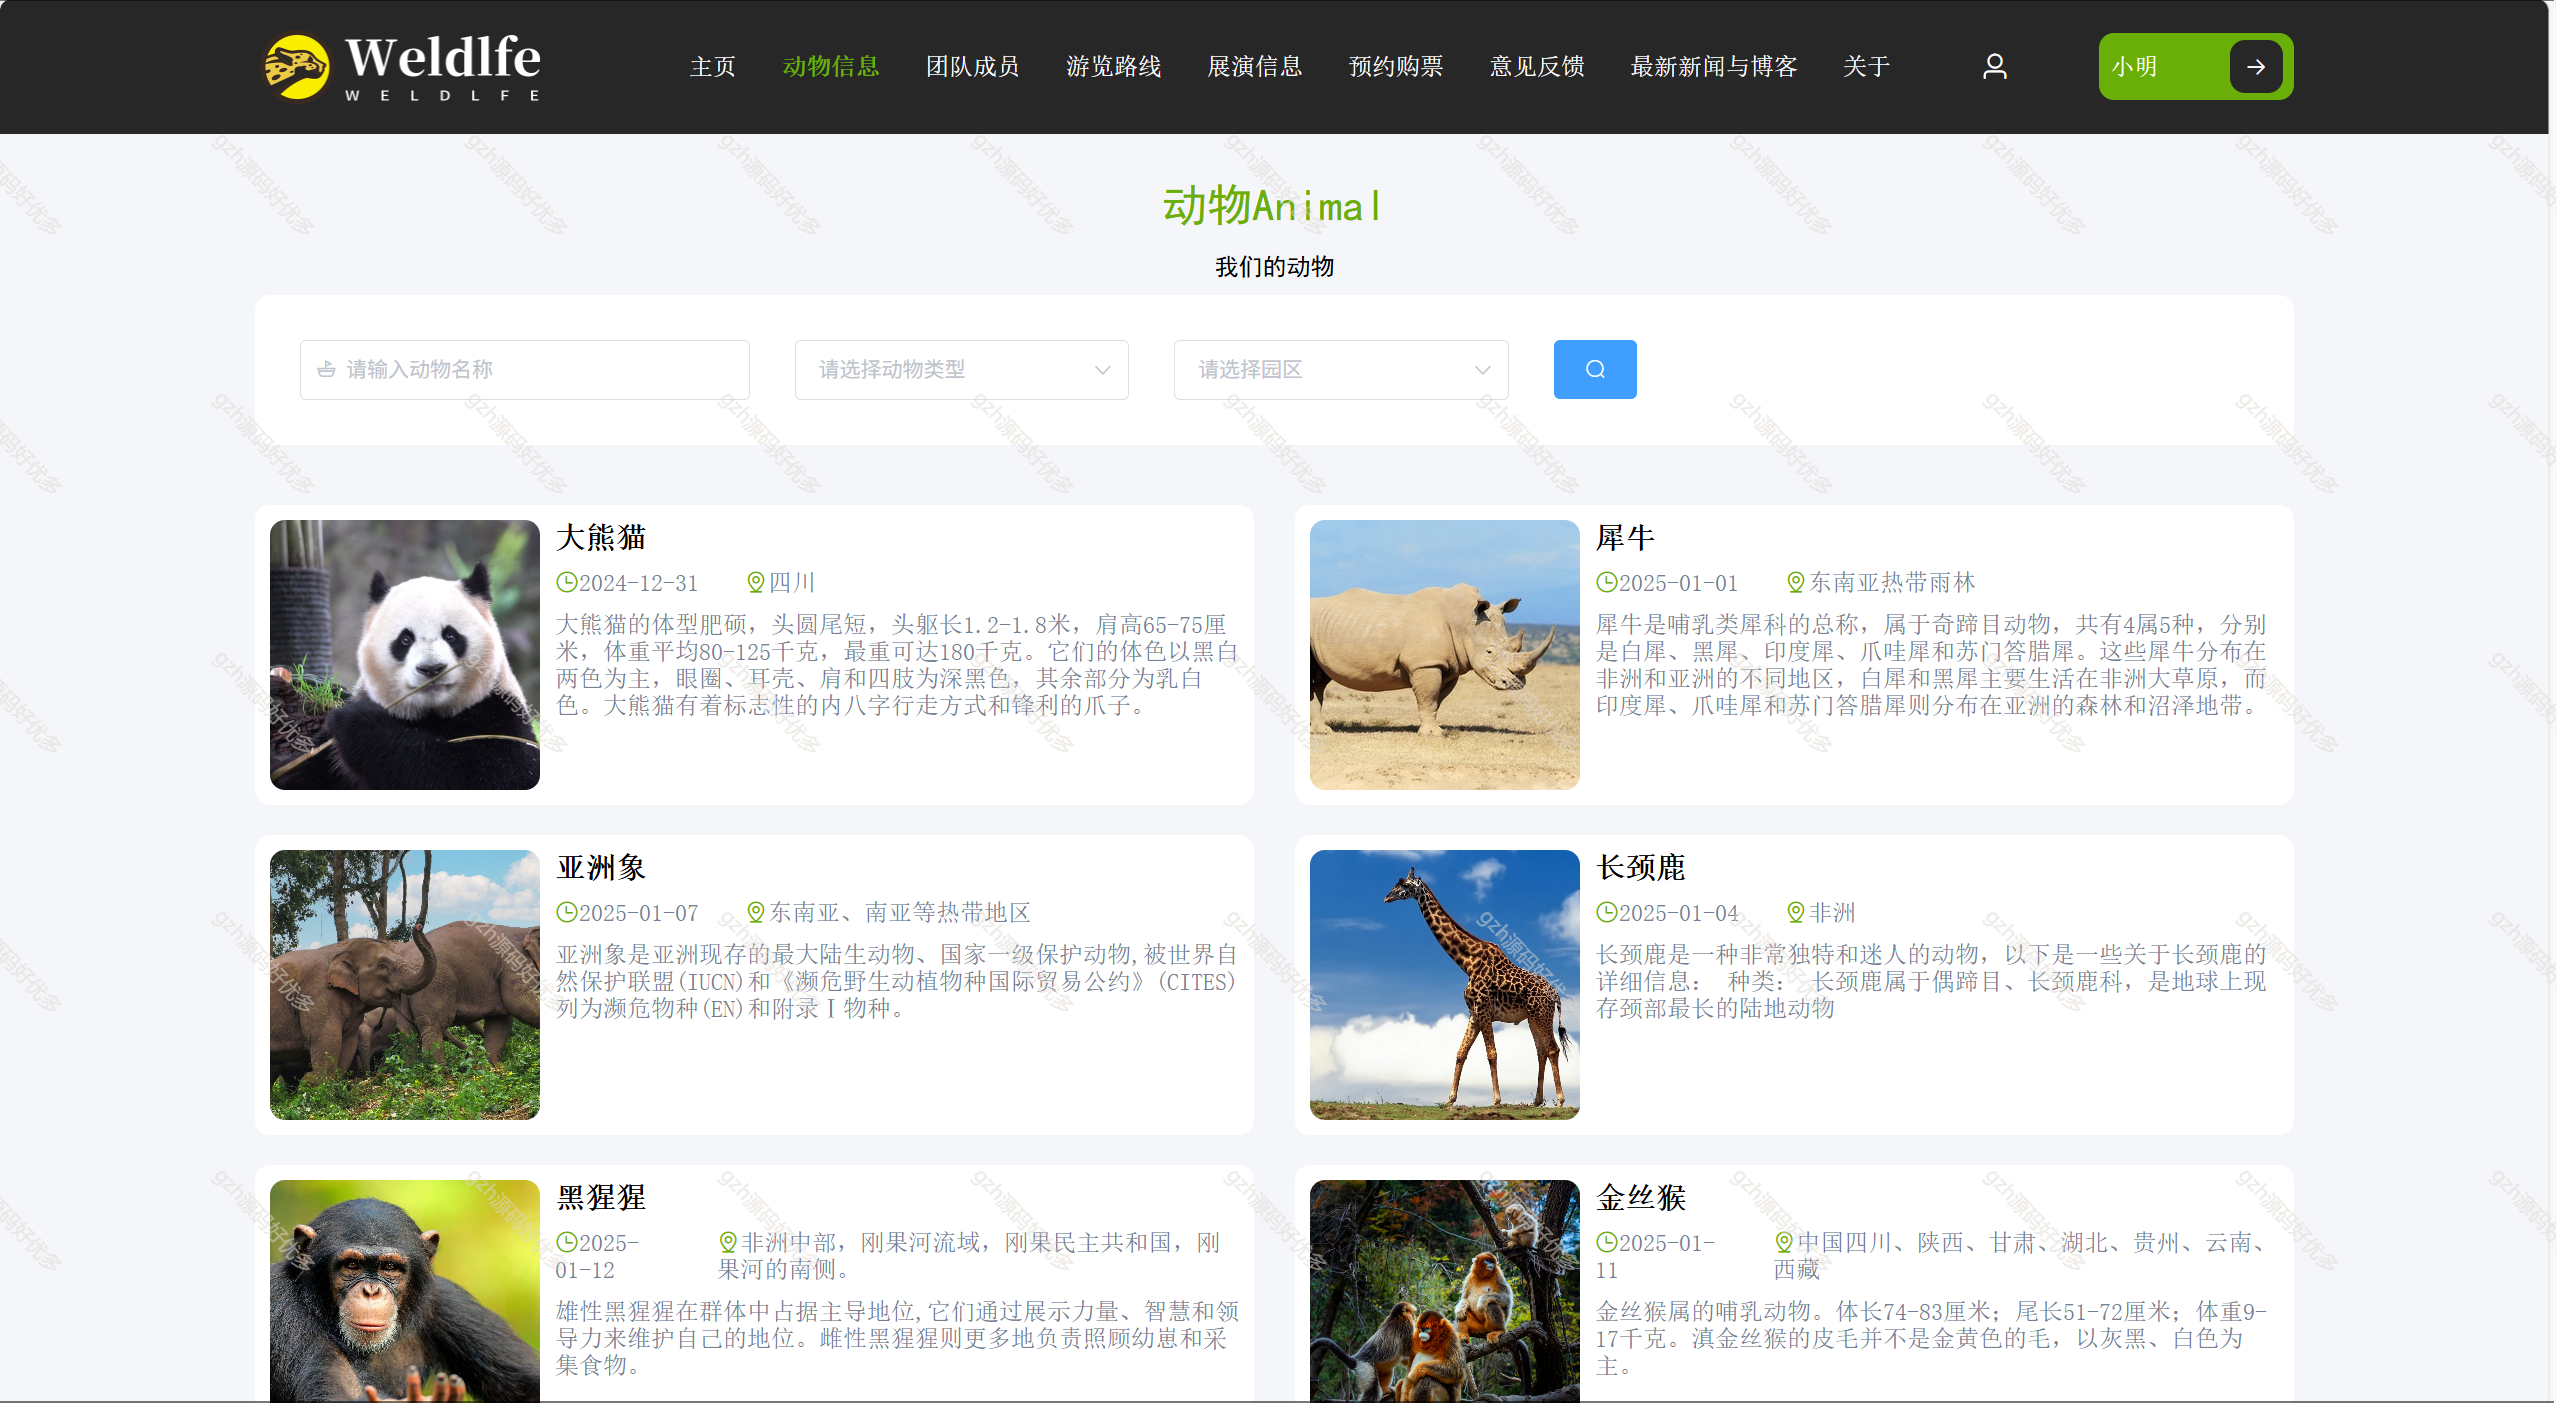 Weldlfe
WELDLFE
主页 动物信息 团队成员 游览路线 展演信息 预约购票 意见反馈 最新新闻与博客 关于
小明
动物Animal
我们的动物
请输入动物名称
请选择动物类型
请选择园区
大熊猫
2024-12-31 四川
大熊猫的体型肥硕，头圆尾短，头躯长1.2-1.8米，肩高65-75厘
米，体重平均80-125千克，最重可达180千克。它们的体色以黑白
两色为主，眼圈、耳壳、肩和四肢为深黑色，其余部分为乳白
色。大熊猫有着标志性的内八字行走方式和锋利的爪子。
犀牛
2025-01-01 东南亚热带雨林
犀牛是哺乳类犀科的总称，属于奇蹄目动物，共有4属5种，分别
是白犀、黑犀、印度犀、爪哇犀和苏门答腊犀。这些犀牛分布在
非洲和亚洲的不同地区，白犀和黑犀主要生活在非洲大草原，而
印度犀、爪哇犀和苏门答腊犀则分布在亚洲的森林和沼泽地带。
亚洲象
2025-01-07 东南亚、南亚等热带地区
亚洲象是亚洲现存的最大陆生动物、国家一级保护动物,被世界自
然保护联盟(IUCN)和《濒危野生动植物种国际贸易公约》(CITES)
列为濒危物种(EN)和附录Ⅰ物种。
长颈鹿
2025-01-04 非洲
长颈鹿是一种非常独特和迷人的动物，以下是一些关于长颈鹿的
详细信息： 种类： 长颈鹿属于偶蹄目、长颈鹿科，是地球上现
存颈部最长的陆地动物
黑猩猩
2025- 非洲中部，刚果河流域，刚果民主共和国，刚
01-12 果河的南侧。
雄性黑猩猩在群体中占据主导地位,它们通过展示力量、智慧和领
导力来维护自己的地位。雌性黑猩猩则更多地负责照顾幼崽和采
集食物。
金丝猴
2025-01- 中国四川、陕西、甘肃、湖北、贵州、云南、
11 西藏
金丝猴属的哺乳动物。体长74-83厘米；尾长51-72厘米；体重9-
17千克。滇金丝猴的皮毛并不是金黄色的毛，以灰黑、白色为
主。
gzh源码好优多